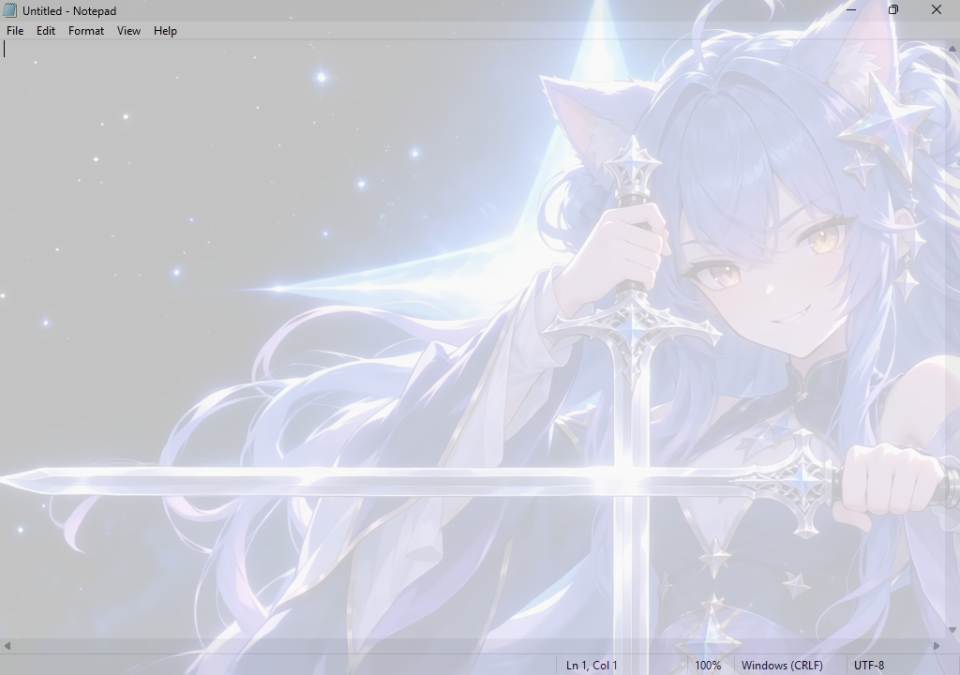 Untitled - Notepad
File Edit Format View Help
Ln 1, Col 1 100% Windows (CRLF) UTF-8